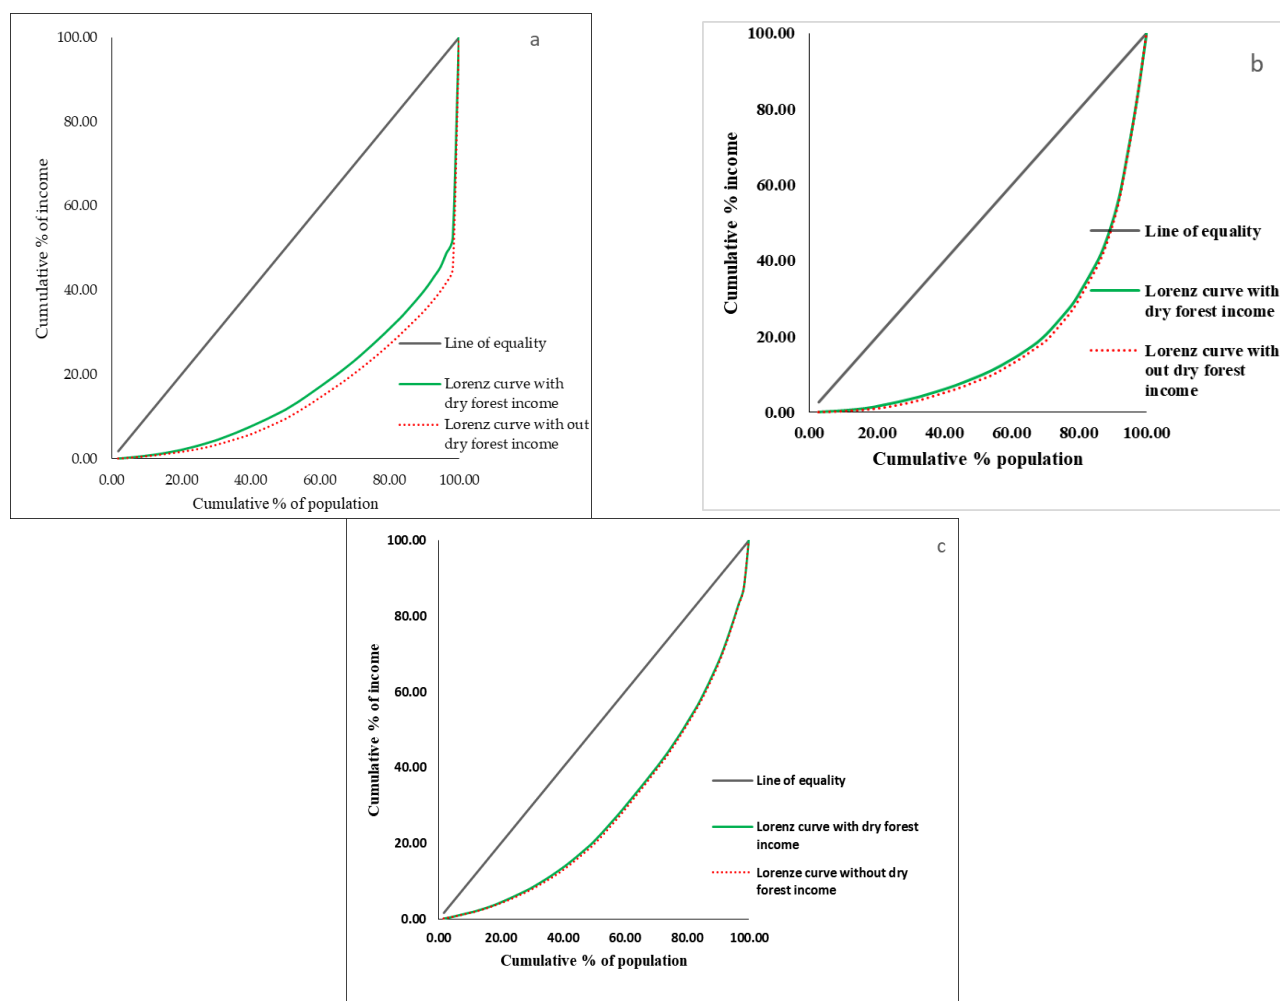 a
100.00
80.00
60.00
40.00
20.00
0.00
Cumulative % of income
Line of equality
Lorenz curve with
dry forest income
Lorenz curve with out
dry forest income
0.00 20.00 40.00 60.00 80.00 100.00
Cumulative % of population
b
100.00
80.00
60.00
40.00
20.00
0.00
Cumulative % income
Line of equality
Lorenz curve with
dry forest income
Lorenz curve with
out dry forest
income
0.00 20.00 40.00 60.00 80.00 100.00
Cumulative % population
c
100.00
80.00
60.00
40.00
20.00
0.00
Cumulative % of income
Line of equality
Lorenz curve with dry forest
income
Lorenze curve without dry
forest income
0.00 20.00 40.00 60.00 80.00 100.00
Cumulative % of population